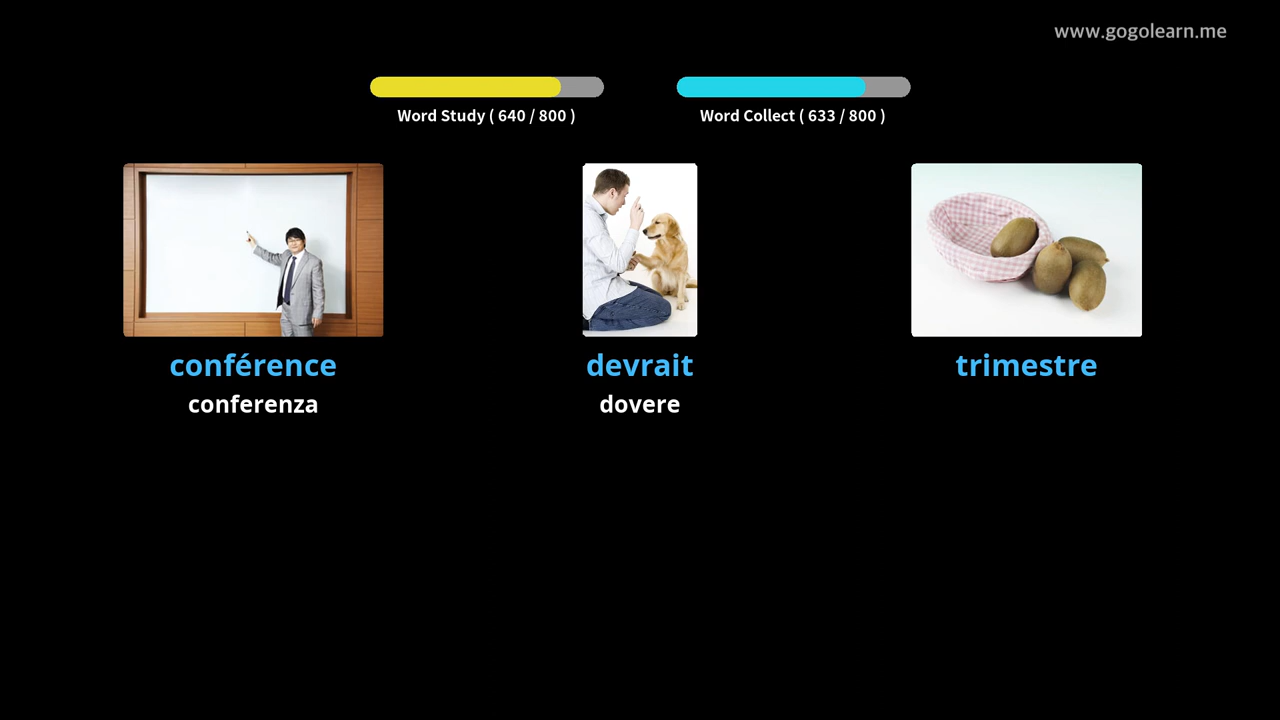 www.gogolearn.me
Word Study ( 640 / 800 )
Word Collect ( 633 / 800 )
conférence
devrait
trimestre
conferenza
dovere